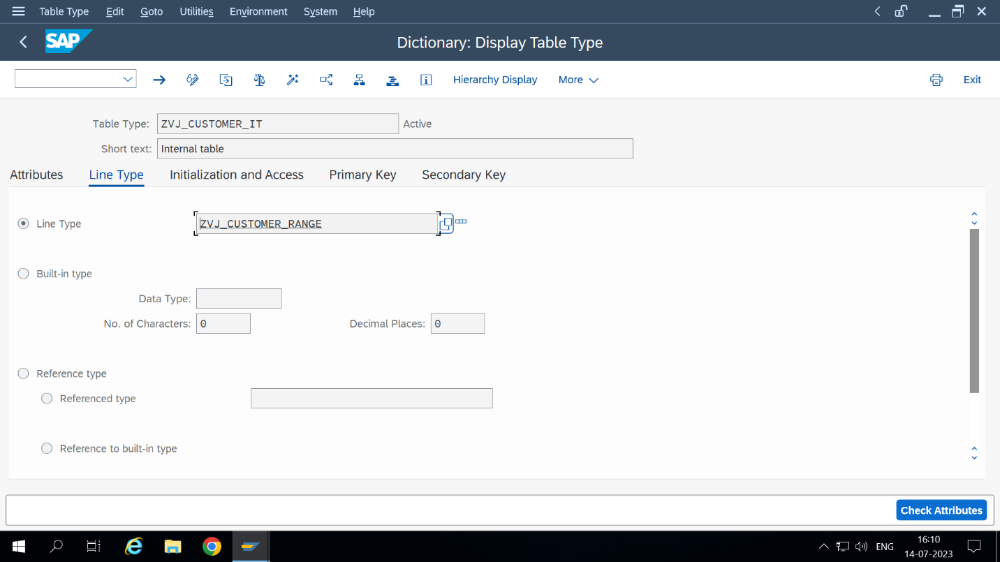 Table Type Edit Goto Utilities Environment System Help
SAP Dictionary: Display Table Type
Hierarchy Display More Exit
Table Type: ZVJ_CUSTOMER_IT Active
Short text: Internal table
Attributes Line Type Initialization and Access Primary Key Secondary Key
Line Type ZVJ_CUSTOMER_RANGE
Built-in type
Data Type:
No. of Characters: 0 Decimal Places: 0
Reference type
Referenced type
Reference to built-in type
Check Attributes
ENG 16:10
14-07-2023